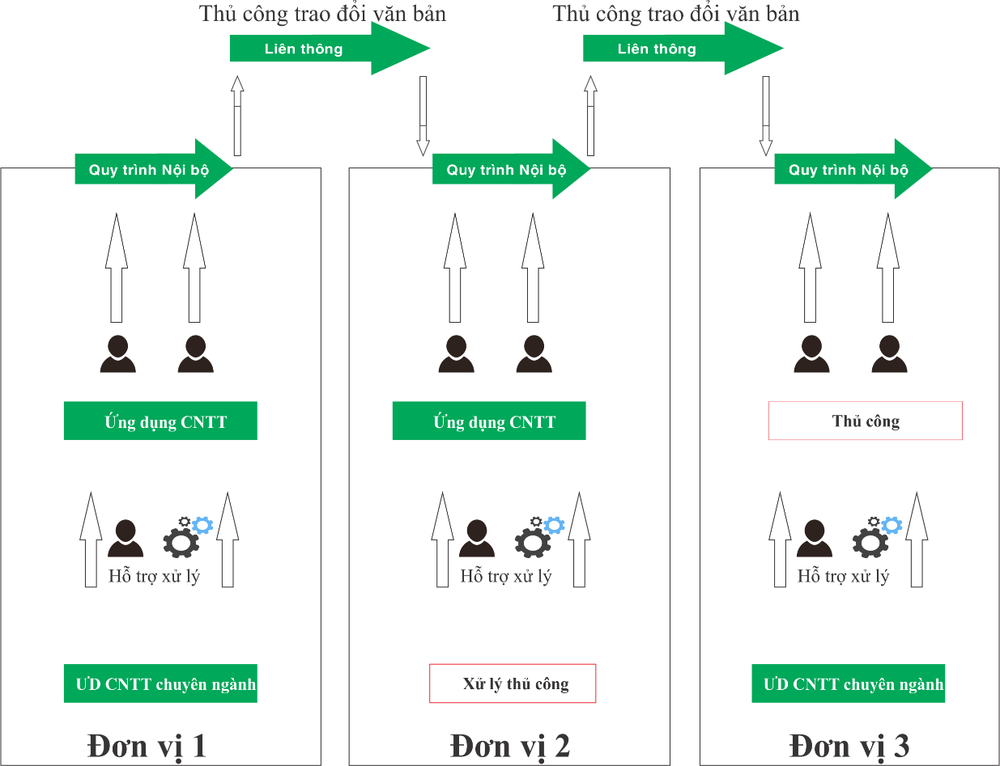 Thủ công trao đổi văn bản
Thủ công trao đổi văn bản
Liên thông
Liên thông
Quy trình Nội bộ
Quy trình Nội bộ
Quy trình Nội bộ
Ứng dụng CNTT
Ứng dụng CNTT
Thủ công
Hỗ trợ xử lý
Hỗ trợ xử lý
Hỗ trợ xử lý
ƯD CNTT chuyên ngành
Xử lý thủ công
ƯD CNTT chuyên ngành
Đơn vị 1
Đơn vị 2
Đơn vị 3